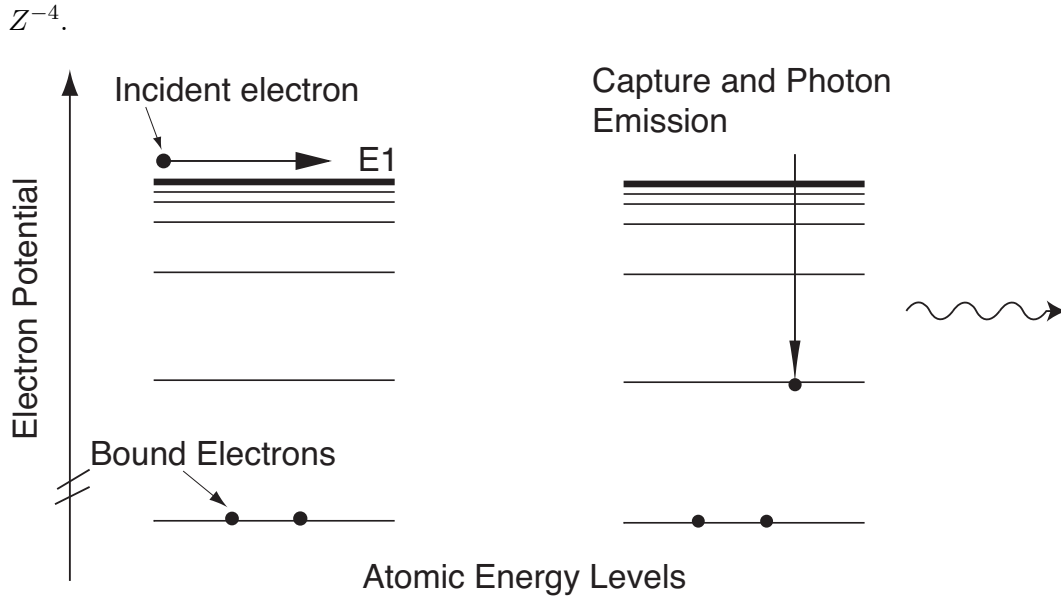 Z⁻⁴.
Incident electron
E1
Capture and Photon
Emission
Electron Potential
Bound Electrons
Atomic Energy Levels